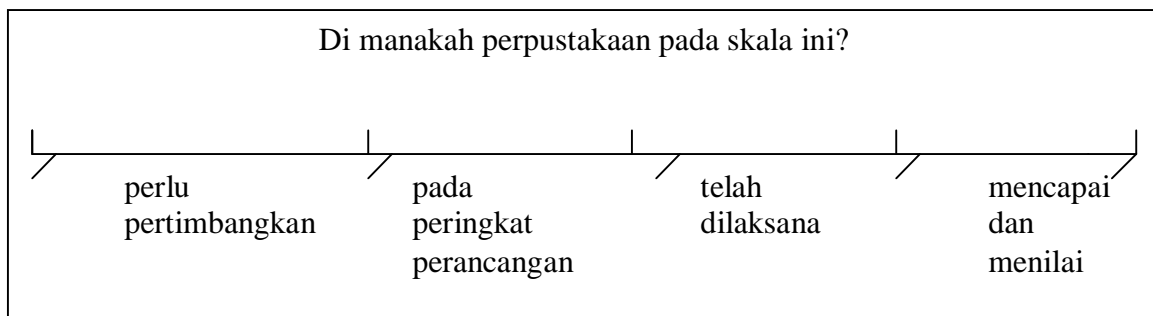 Di manakah perpustakaan pada skala ini?
perlu
pertimbangkan
pada
peringkat
perancangan
telah
dilaksana
mencapai
dan
menilai